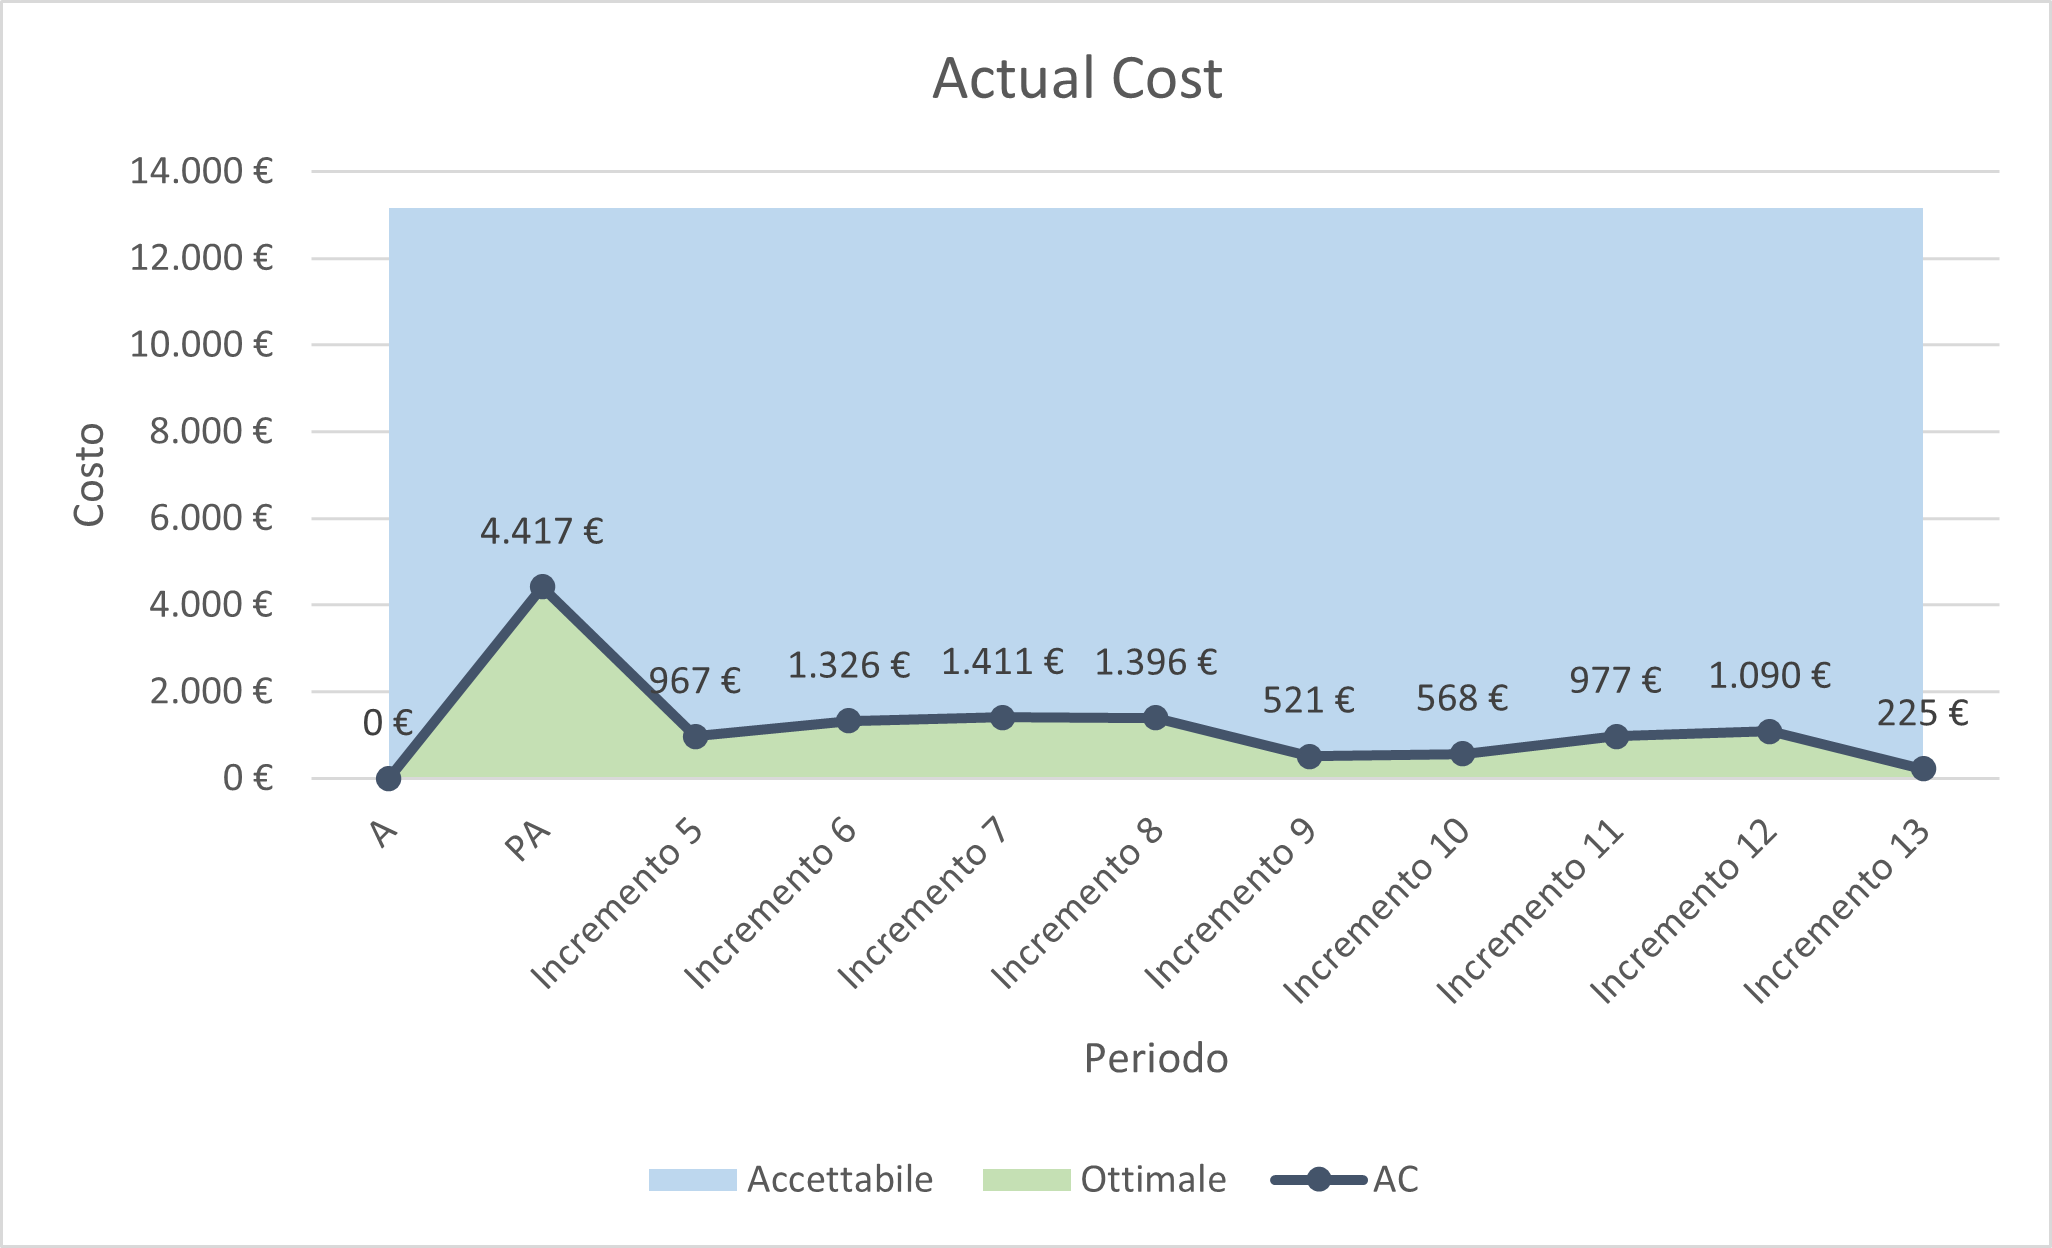 Actual Cost
14.000 €
12.000 €
10.000 €
8.000 €
6.000 €
4.000 €
2.000 €
0 €
Costo
0 €
4.417 €
967 €
1.326 €
1.411 €
1.396 €
521 €
568 €
977 €
1.090 €
225 €
A
PA
Incremento 5
Incremento 6
Incremento 7
Incremento 8
Incremento 9
Incremento 10
Incremento 11
Incremento 12
Incremento 13
Periodo
Accettabile
Ottimale
AC